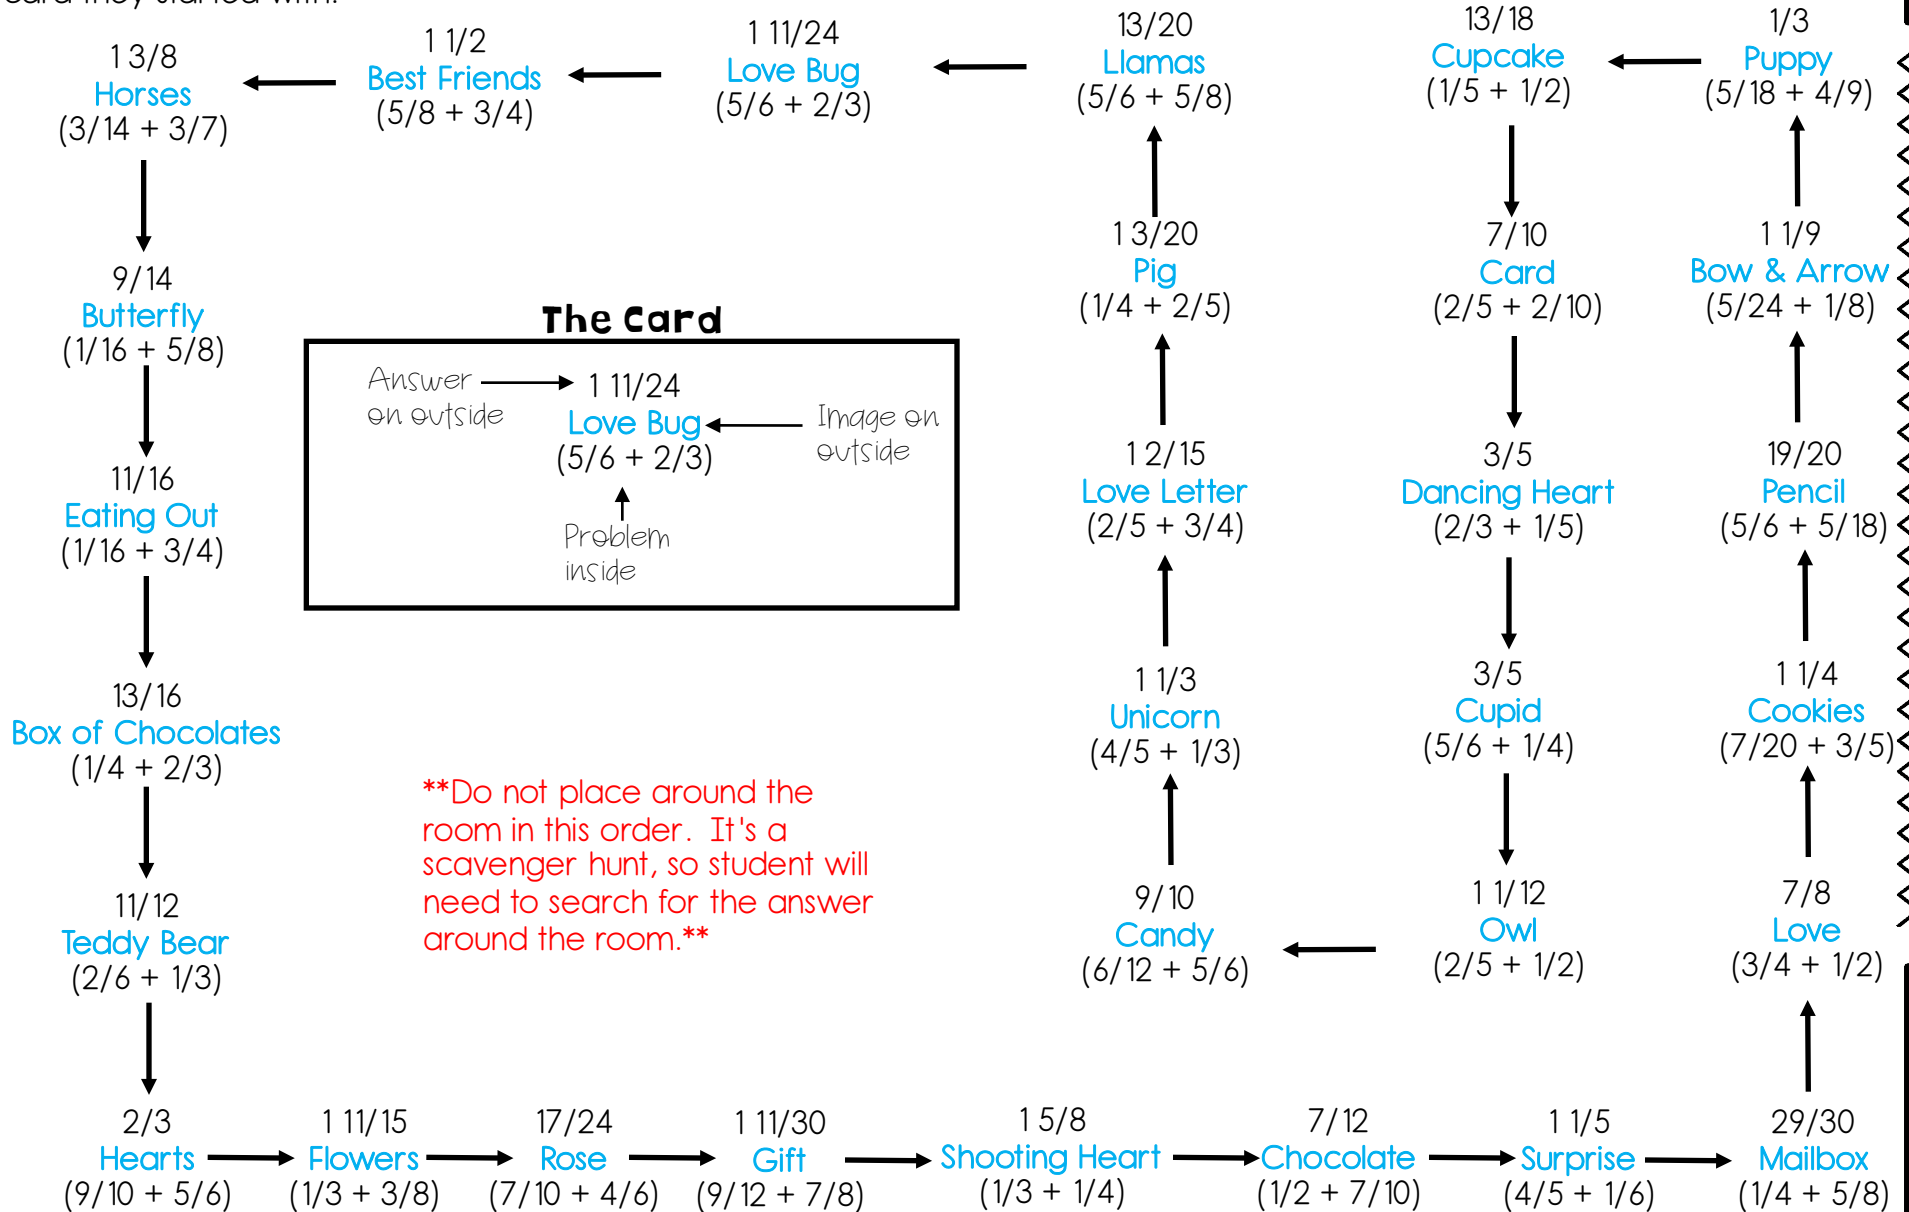 card they started with.
1 3/8
Horses
(3/14 + 3/7)
1 1/2
Best Friends
(5/8 + 3/4)
1 11/24
Love Bug
(5/6 + 2/3)
13/20
Llamas
(5/6 + 5/8)
13/18
Cupcake
(1/5 + 1/2)
1/3
Puppy
(5/18 + 4/9)
9/14
Butterfly
(1/16 + 5/8)
The Card
Answer
on outside
1 11/24
Love Bug
(5/6 + 2/3)
Image on
outside
Problem
inside
1 3/20
Pig
(1/4 + 2/5)
7/10
Card
(2/5 + 2/10)
1 1/9
Bow & Arrow
(5/24 + 1/8)
11/16
Eating Out
(1/16 + 3/4)
1 2/15
Love Letter
(2/5 + 3/4)
3/5
Dancing Heart
(2/3 + 1/5)
19/20
Pencil
(5/6 + 5/18)
13/16
Box of Chocolates
(1/4 + 2/3)
1 1/3
Unicorn
(4/5 + 1/3)
3/5
Cupid
(5/6 + 1/4)
1 1/4
Cookies
(7/20 + 3/5)
**Do not place around the
room in this order. It's a
scavenger hunt, so student will
need to search for the answer
around the room.**
11/12
Teddy Bear
(2/6 + 1/3)
9/10
Candy
(6/12 + 5/6)
1 1/12
Owl
(2/5 + 1/2)
7/8
Love
(3/4 + 1/2)
2/3
Hearts
(9/10 + 5/6)
1 11/15
Flowers
(1/3 + 3/8)
17/24
Rose
(7/10 + 4/6)
1 11/30
Gift
(9/12 + 7/8)
1 5/8
Shooting Heart
(1/3 + 1/4)
7/12
Chocolate
(1/2 + 7/10)
1 1/5
Surprise
(4/5 + 1/6)
29/30
Mailbox
(1/4 + 5/8)